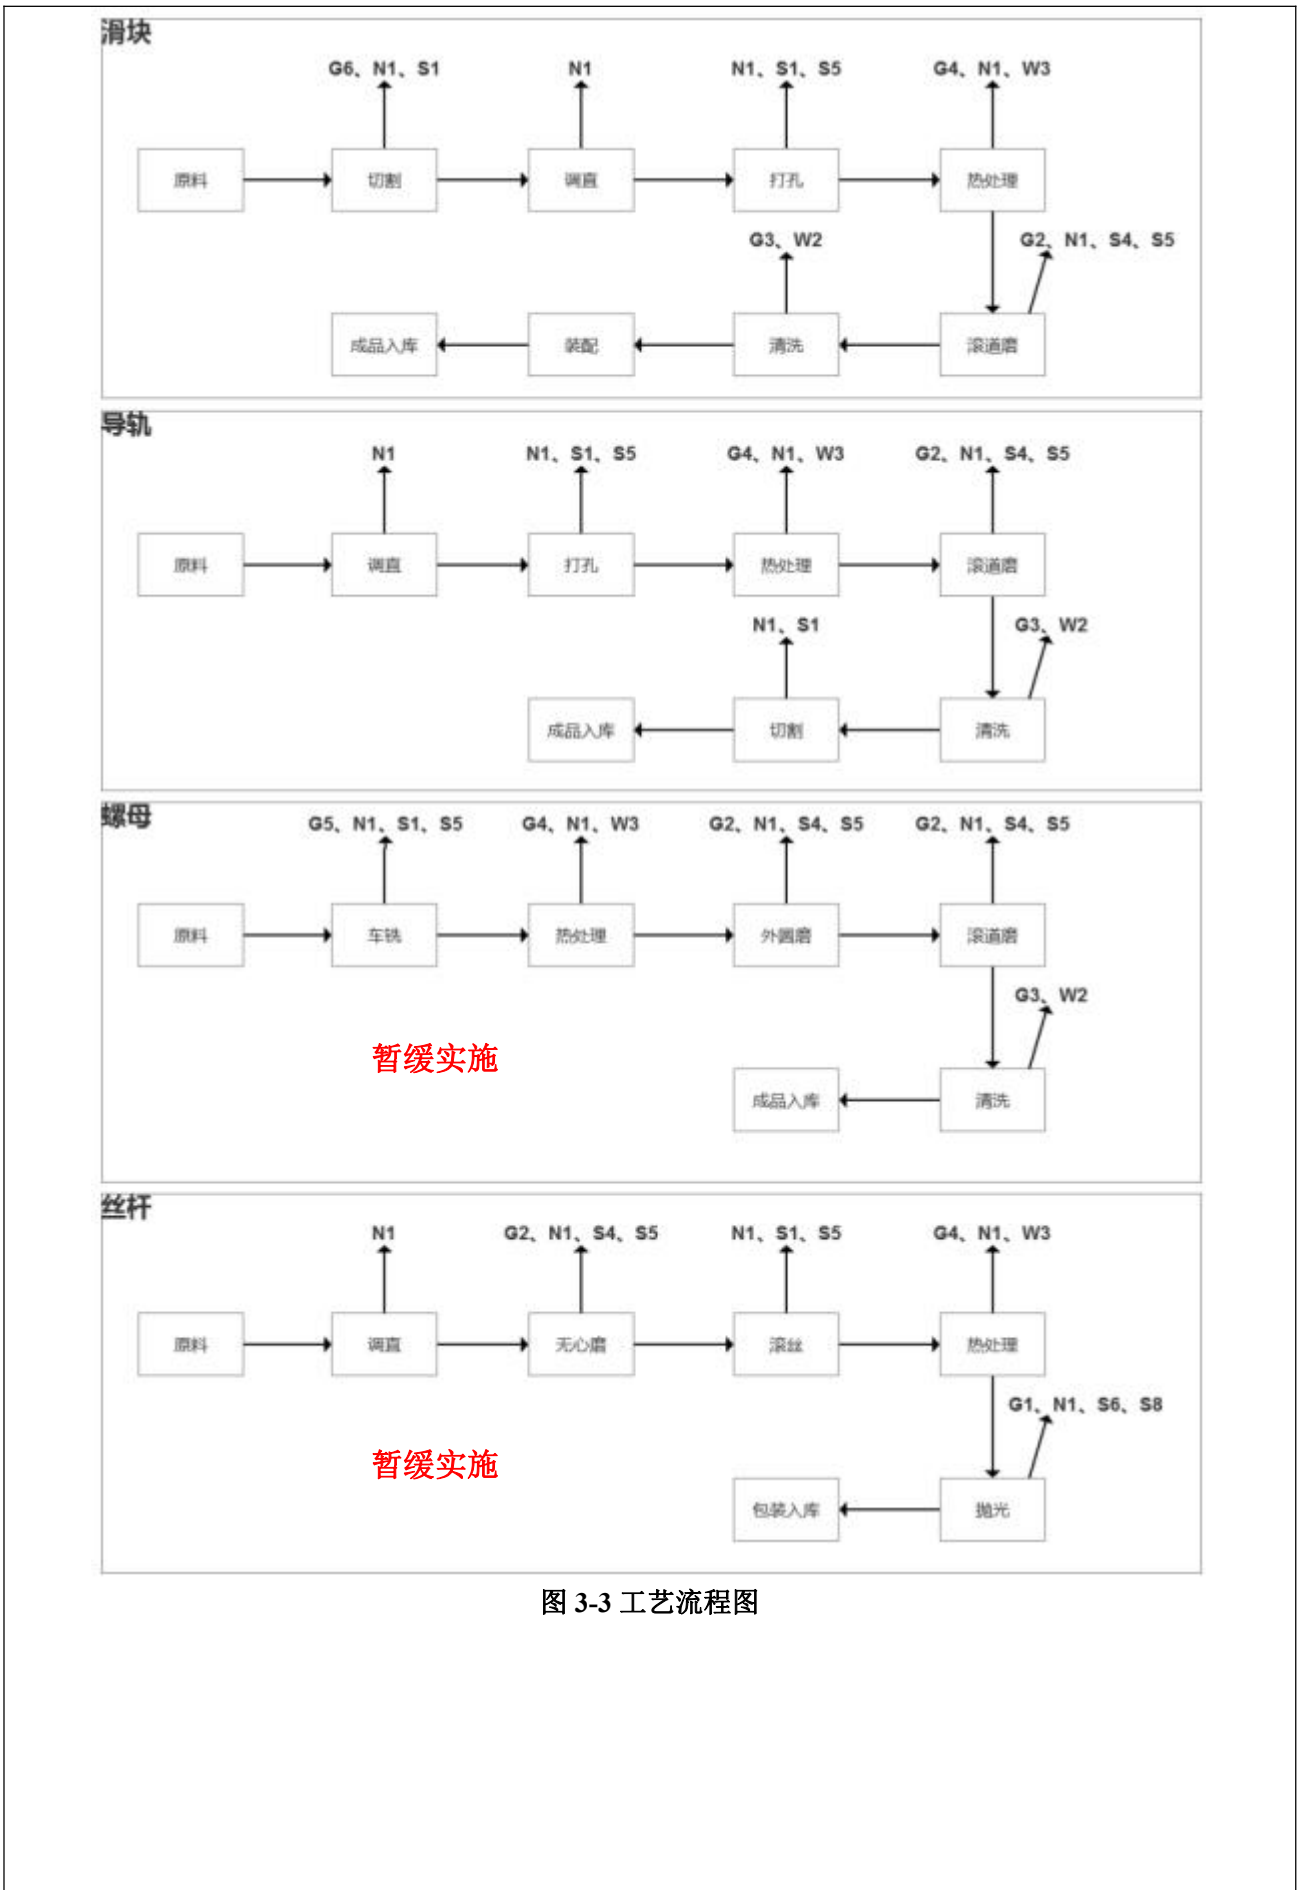 滑块
G6、N1、S1
N1
N1、S1、S5
G4、N1、W3
原料
切割
调直
打孔
热处理
G3、W2
G2、N1、S4、S5
成品入库
装配
清洗
滚道磨
导轨
N1
N1、S1、S5
G4、N1、W3
G2、N1、S4、S5
原料
调直
打孔
热处理
滚道磨
N1、S1
G3、W2
成品入库
切割
清洗
螺母
G5、N1、S1、S5
G4、N1、W3
G2、N1、S4、S5
G2、N1、S4、S5
原料
车铣
热处理
外圆磨
滚道磨
G3、W2
暂缓实施
成品入库
清洗
丝杆
N1
G2、N1、S4、S5
N1、S1、S5
G4、N1、W3
原料
调直
无心磨
滚丝
热处理
G1、N1、S6、S8
暂缓实施
包装入库
抛光
图 3-3 工艺流程图